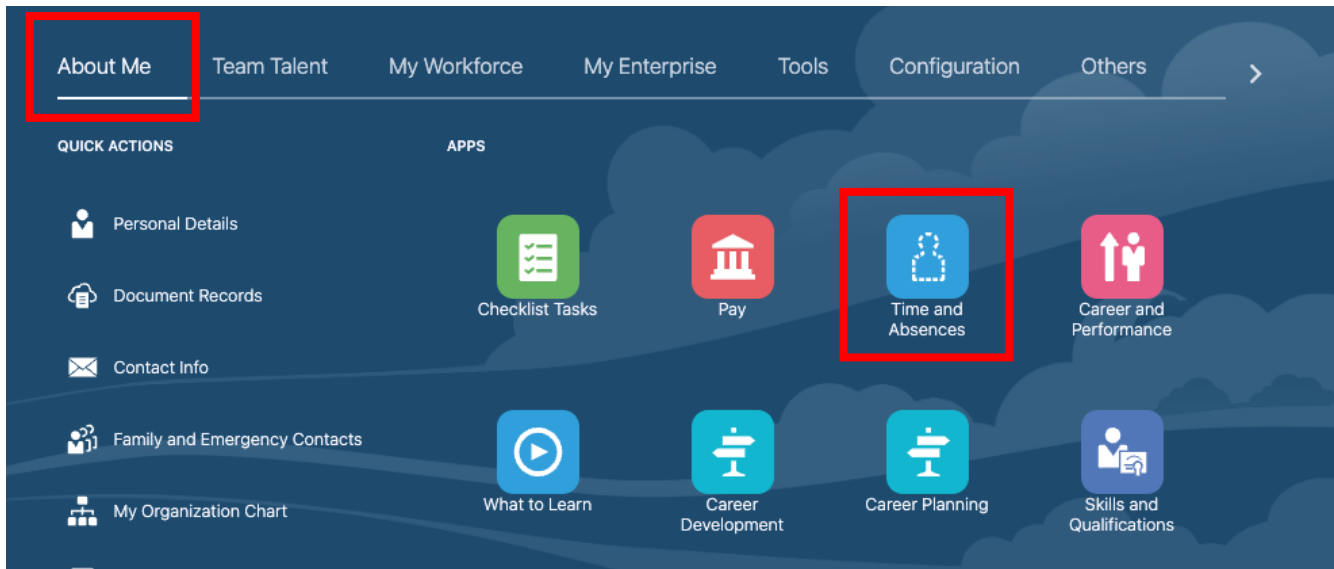 About Me
Team Talent
My Workforce
My Enterprise
Tools
Configuration
Others
QUICK ACTIONS
APPS
Personal Details
Document Records
Contact Info
Family and Emergency Contacts
My Organization Chart
Checklist Tasks
Pay
Time and
Absences
Career and
Performance
What to Learn
Career
Development
Career Planning
Skills and
Qualifications